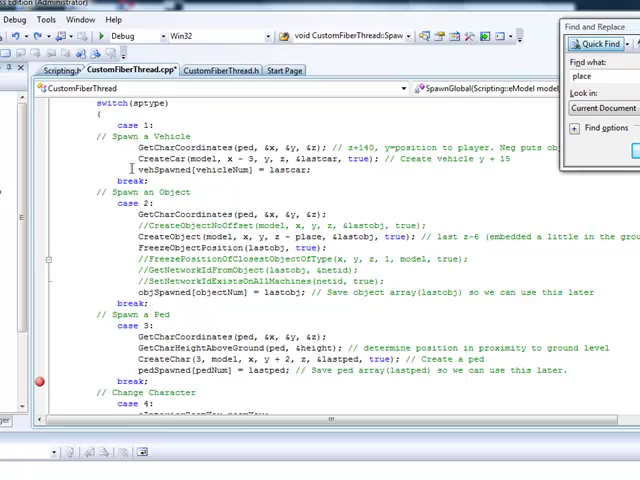 ss Edition (Administrator)
Debug Tools Window Help
Debug Win32 void CustomFiberThread::Spaw
Scripting.h CustomFiberThread.cpp* CustomFiberThread.h Start Page
CustomFiberThread SpawnGlobal(Scripting::eModel model,
switch(sptype)
{
case 1:
// Spawn a Vehicle
GetCharCoordinates(ped, &x, &y, &z); // z+140, y=position to player. Neg puts obj
CreateCar(model, x - 3, y, z, &lastcar, true); // Create vehicle y + 15
vehSpawned[vehicleNum] = lastcar;
break;
// Spawn an Object
case 2:
GetCharCoordinates(ped, &x, &y, &z);
//CreateObjectNoOffset(model, x, y, z, &lastobj, true);
CreateObject(model, x, y, z - place, &lastobj, true); // last z-6 (embedded a little in the grou
FreezeObjectPosition(lastobj, true);
//FreezePositionOfClosestObjectOfType(x, y, z, 1, model, true);
//GetNetworkIdFromObject(lastobj, &netid);
//SetNetworkIdExistsOnAllMachines(netid, true);
objSpawned[objectNum] = lastobj; // Save object array(lastobj) so we can use this later
break;
// Spawn a Ped
case 3:
GetCharCoordinates(ped, &x, &y, &z);
GetCharHeightAboveGround(ped, &height); // determine position in proximity to ground level
CreateChar(3, model, x, y + 2, z, &lastped, true); // Create a ped
pedSpawned[pedNum] = lastped; // Save ped array(lastped) so we can use this later.
break;
// Change Character
case 4:
Find and Replace
Quick Find
Find what:
place
Look in:
Current Document
Find options